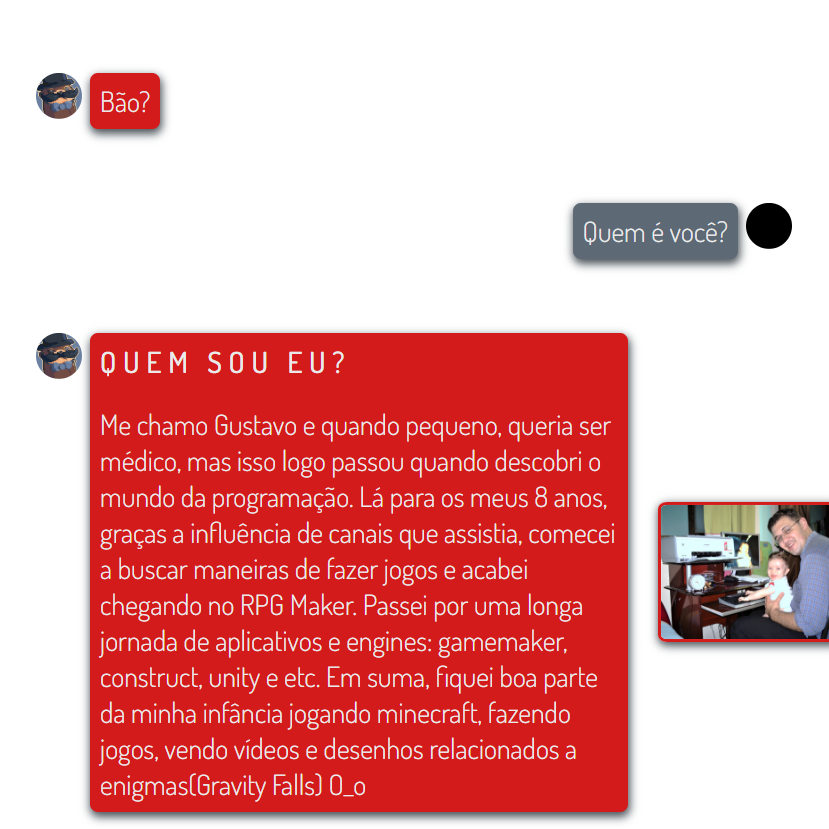 Bão?
Quem é você?
QUEM SOU EU?
Me chamo Gustavo e quando pequeno, queria ser
médico, mas isso logo passou quando descobri o
mundo da programação. Lá para os meus 8 anos,
graças a influência de canais que assistia, comecei
a buscar maneiras de fazer jogos e acabei
chegando no RPG Maker. Passei por uma longa
jornada de aplicativos e engines: gamemaker,
construct, unity e etc. Em suma, fiquei boa parte
da minha infância jogando minecraft, fazendo
jogos, vendo vídeos e desenhos relacionados a
enigmas(Gravity Falls) O_o